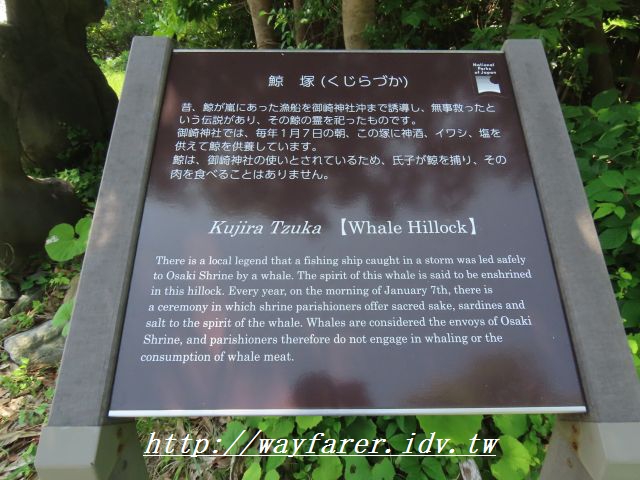 National
Parks
of Japan
鯨 塚 (くじらづか)
昔、鯨が嵐にあった漁船を御崎神社沖まで誘導し、無事救ったと
いう伝説があり、その鯨の霊を祀ったものです。
御崎神社では、毎年1月7日の朝、この塚に神酒、イワシ、塩を
供えて鯨を供養しています。
鯨は、御崎神社の使いとされているため、氏子が鯨を捕り、その
肉を食べることはありません。
Kujira Tzuka 【Whale Hillock】
There is a local legend that a fishing ship caught in a storm was led safely
to Osaki Shrine by a whale. The spirit of this whale is said to be enshrined
in this hillock. Every year, on the morning of January 7th, there is
a ceremony in which shrine parishioners offer sacred sake, sardines and
salt to the spirit of the whale. Whales are considered the envoys of Osaki
Shrine, and parishioners therefore do not engage in whaling or the
consumption of whale meat.
http://wayfarer.idv.tw